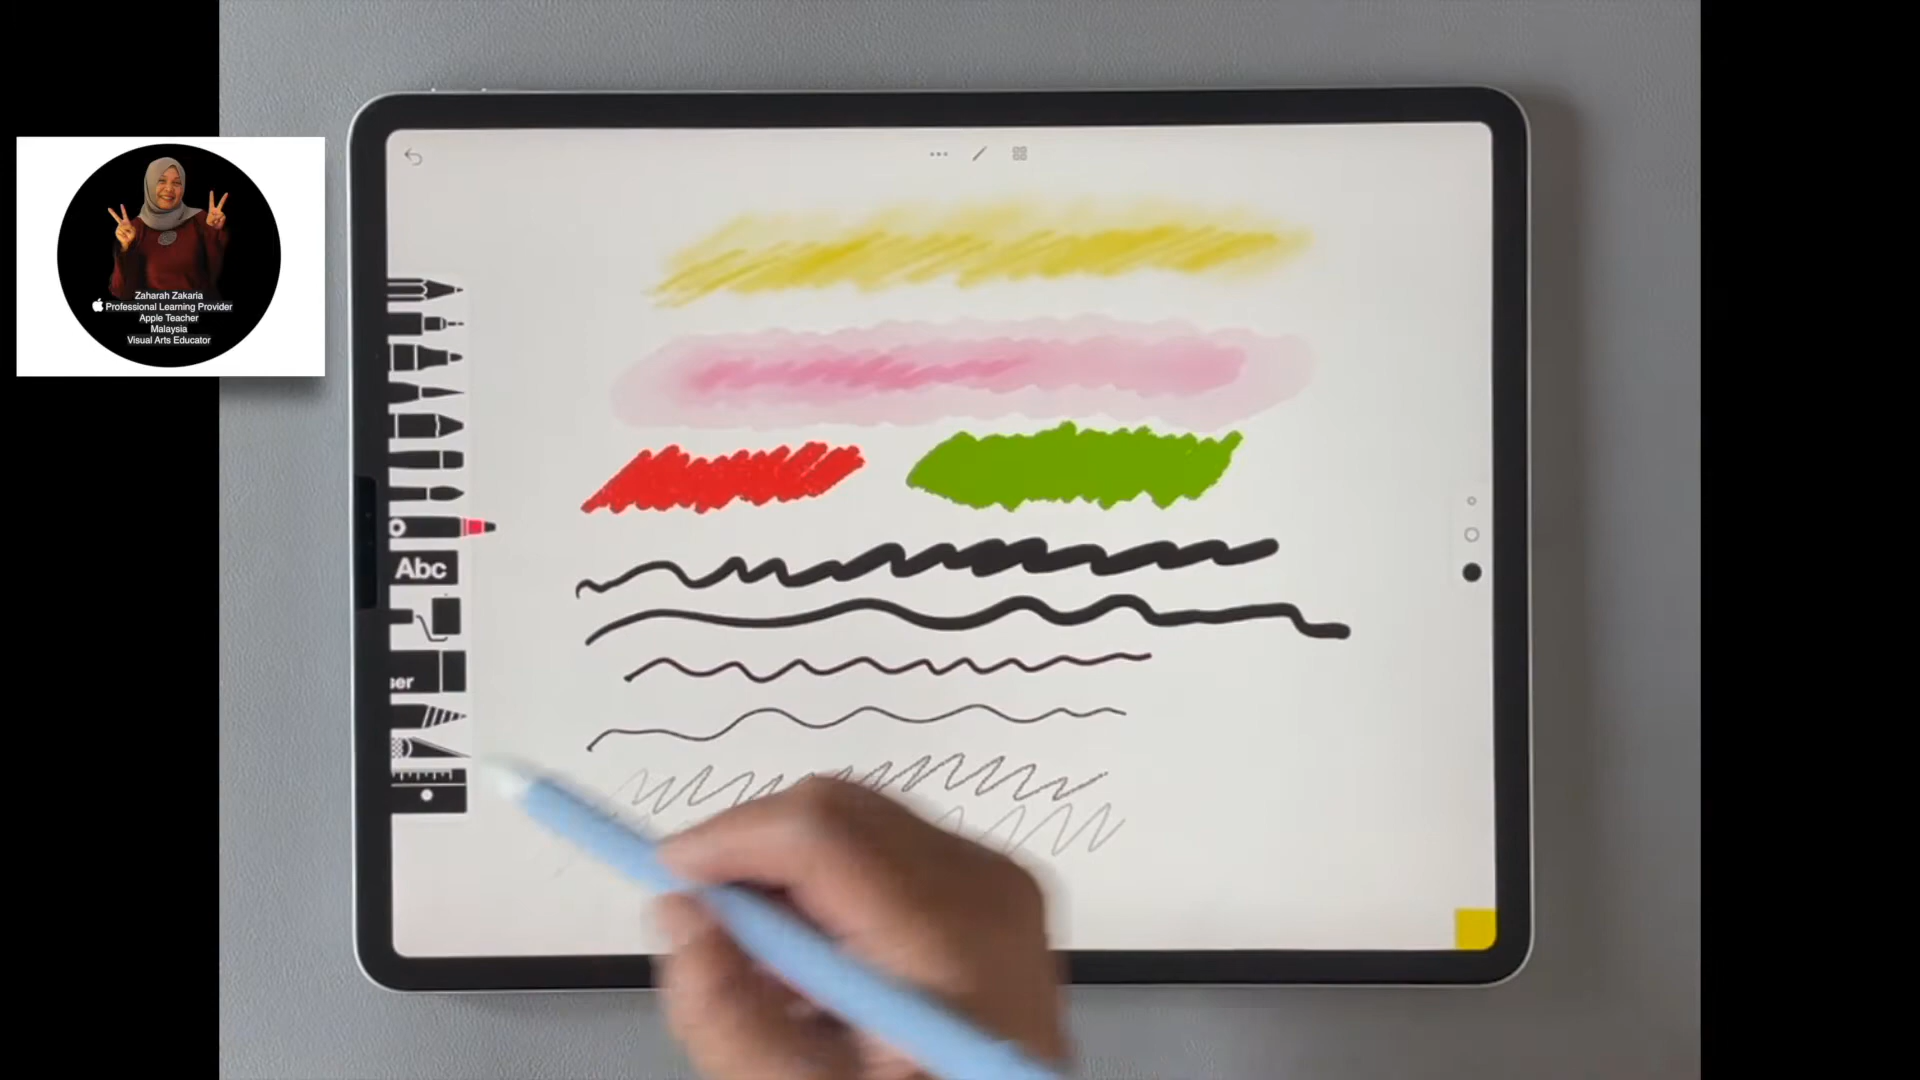 Zaharah Zakaria
Professional Learning Provider
Apple Teacher
Malaysia
Visual Arts Educator
Abc
ser